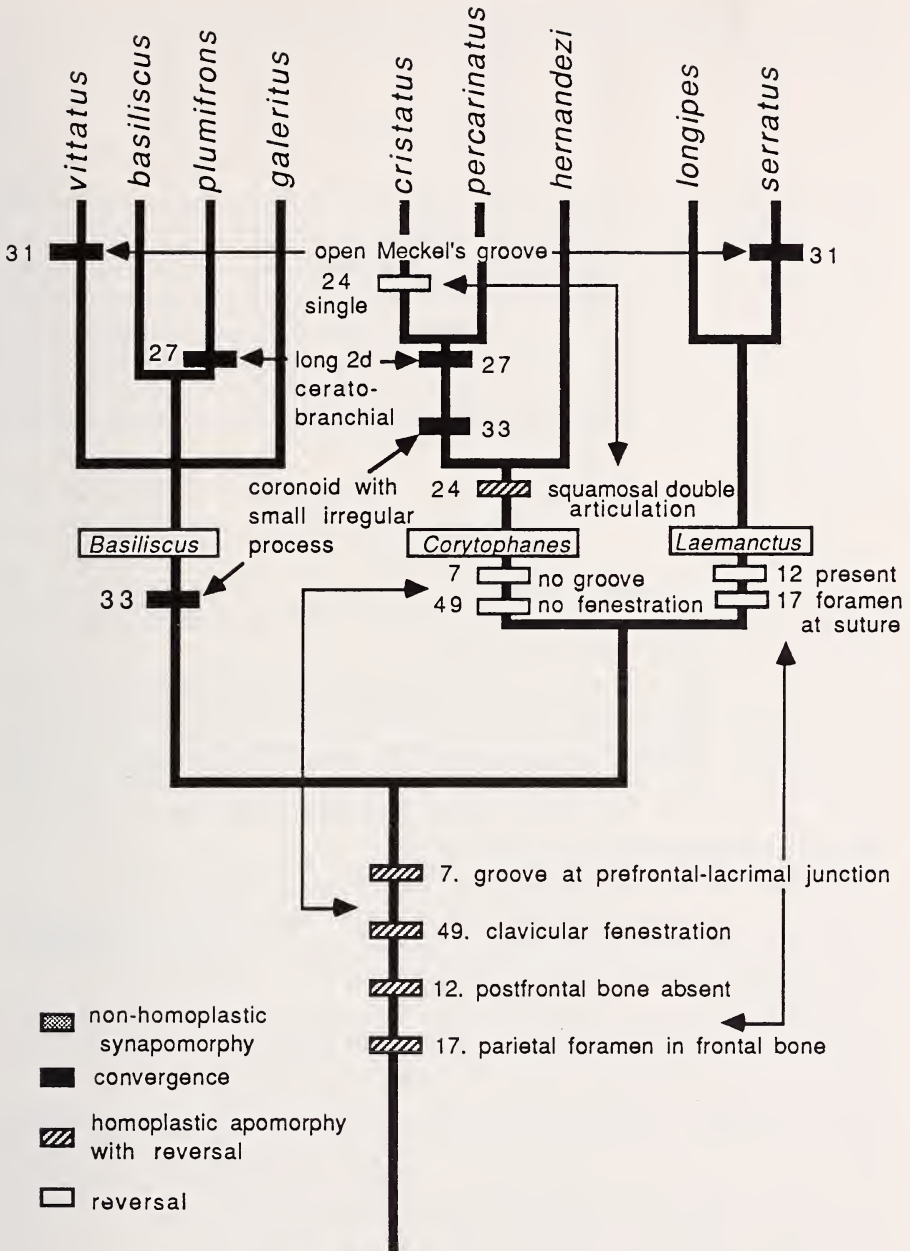 vittatus
basiliscus
plumifrons
galeritus
cristatus
percarinatus
hernandezi
longipes
serratus
31
open Meckel's groove
31
24
single
27
long 2d
cerato-
branchial
27
33
coronoid with
small irregular
process
24
squamosal double
articulation
Basiliscus
Corytophanes
Laemanctus
33
7
no groove
49
no fenestration
12 present
17 foramen
at suture
7. groove at prefrontal-lacrimal junction
49. clavicular fenestration
12. postfrontal bone absent
17. parietal foramen in frontal bone
non-homoplastic
synapomorphy
convergence
homoplastic apomorphy
with reversal
reversal